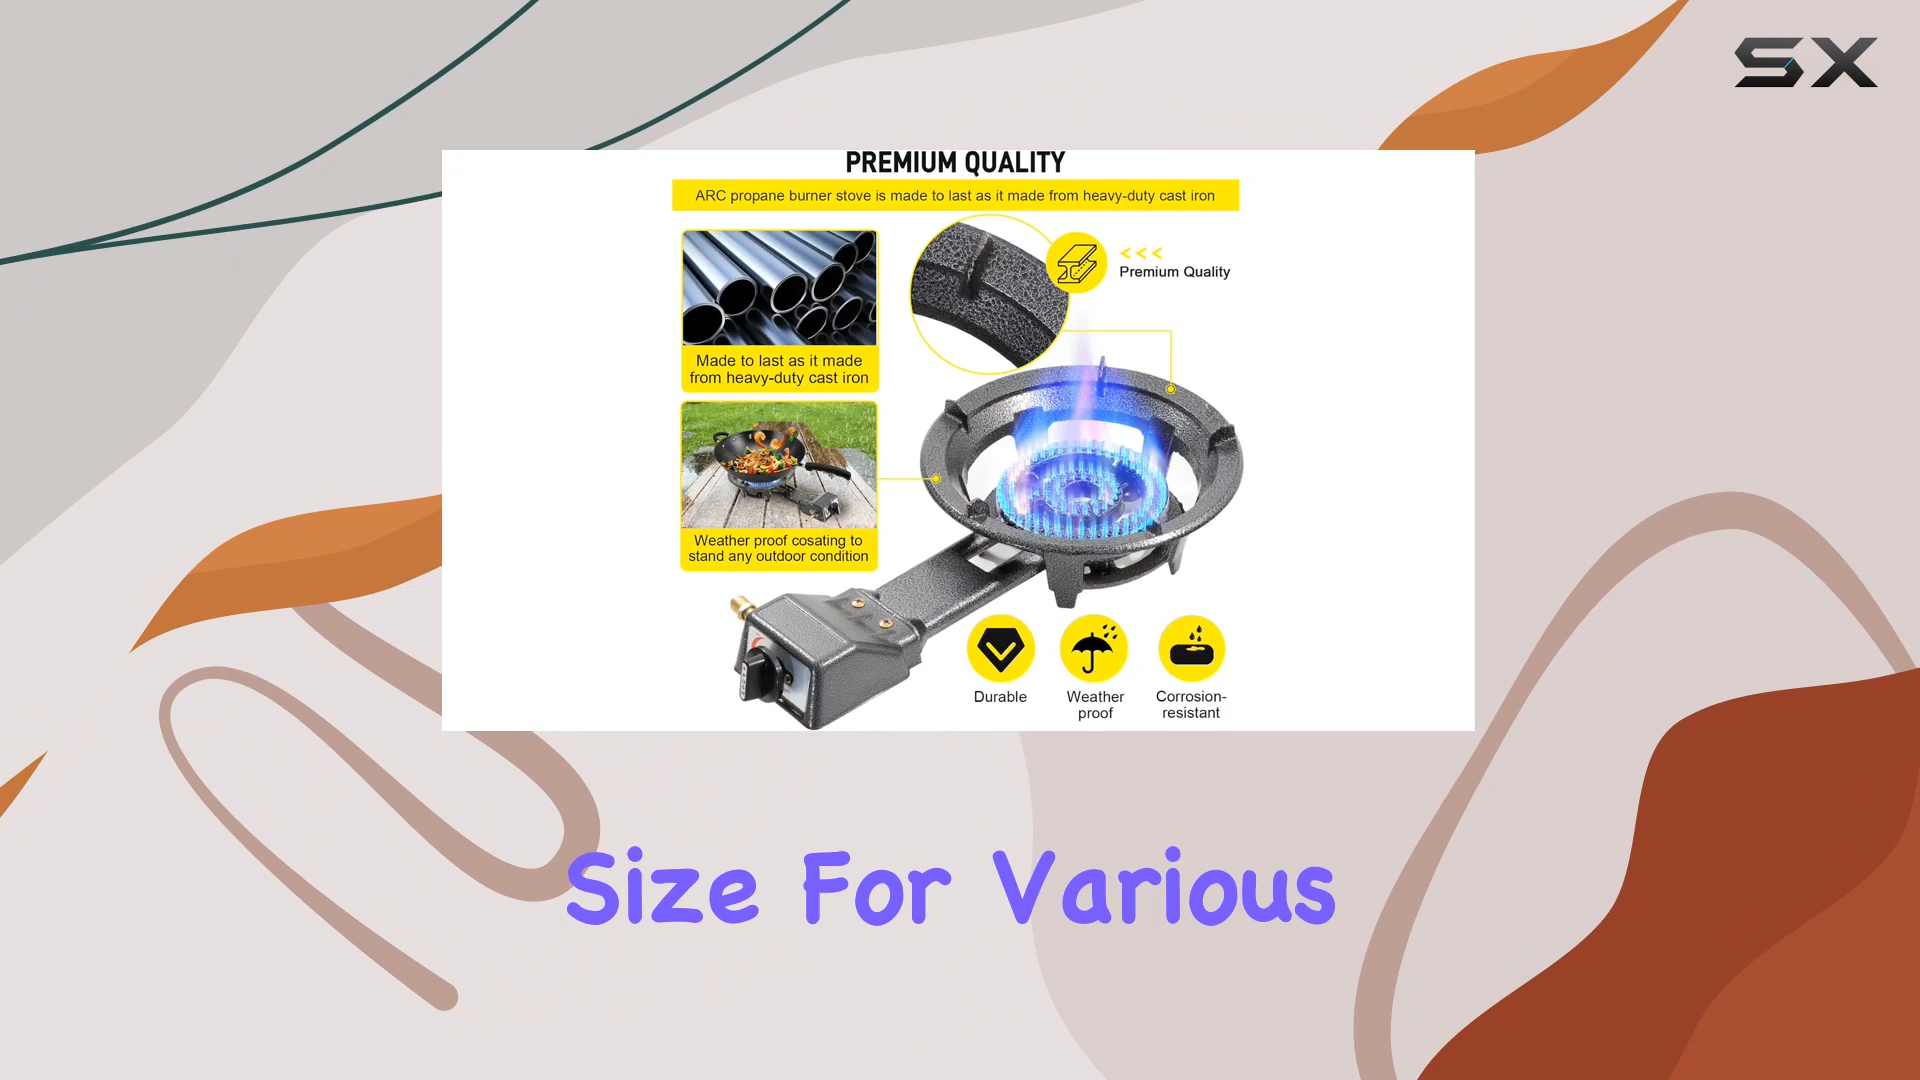 SX
PREMIUM QUALITY
ARC propane burner stove is made to last as it made from heavy-duty cast iron
Premium Quality
Made to last as it made
from heavy-duty cast iron
Weather proof cosating to
stand any outdoor condition
Durable
Weather
proof
Corrosion-
resistant
Size For Various